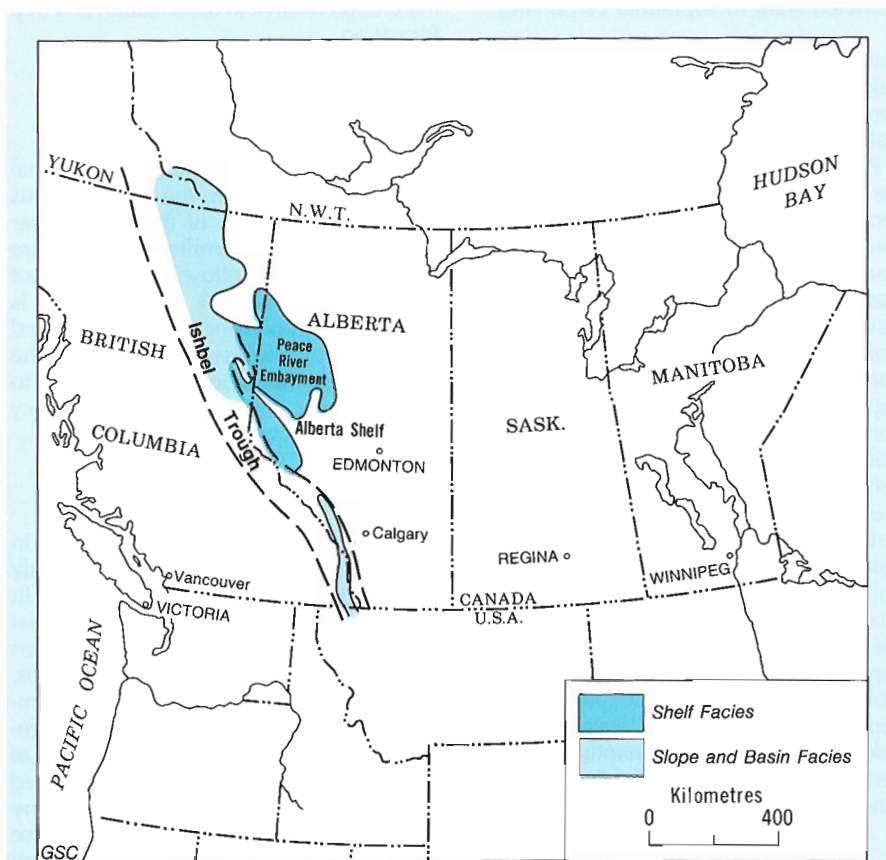 YUKON
N.W.T.
HUDSON
BAY
BRITISH
COLUMBIA
Ishbel
Trough
ALBERTA
Peace
River
Embayment
Alberta Shelf
EDMONTON
Calgary
SASK.
MANITOBA
REGINA
WINNIPEG
Vancouver
VICTORIA
CANADA
U.S.A.
PACIFIC OCEAN
Shelf Facies
Slope and Basin Facies
Kilometres
0 400
GSC